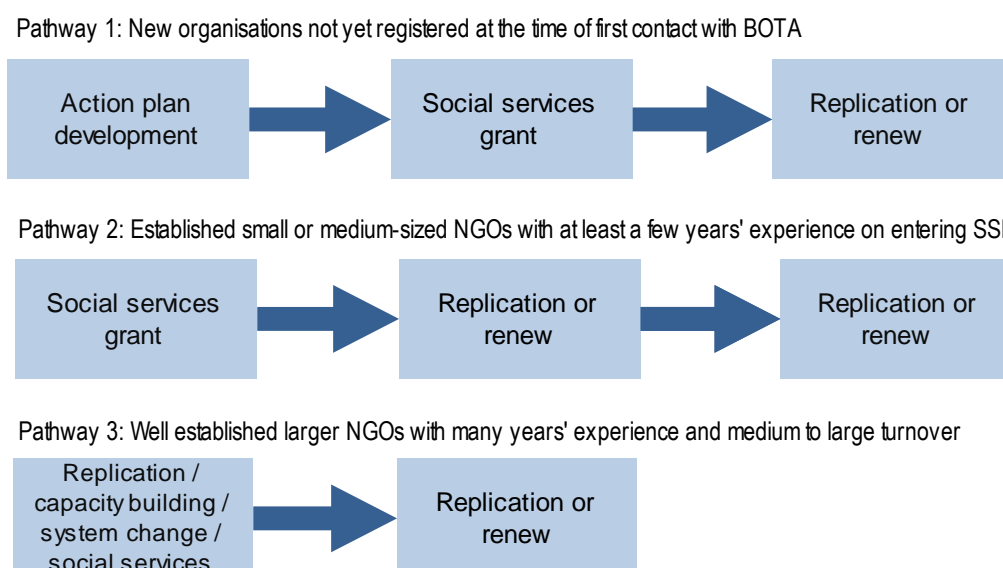 Pathway 1: New organisations not yet registered at the time of first contact with BOTA
Action plan
development
Social services
grant
Replication or
renew
Pathway 2: Established small or medium-sized NGOs with at least a few years' experience on entering
Social services
grant
Replication or
renew
Replication or
renew
Pathway 3: Well established larger NGOs with many years' experience and medium to large turnover
Replication /
capacity building /
system change /
social services
Replication or
renew